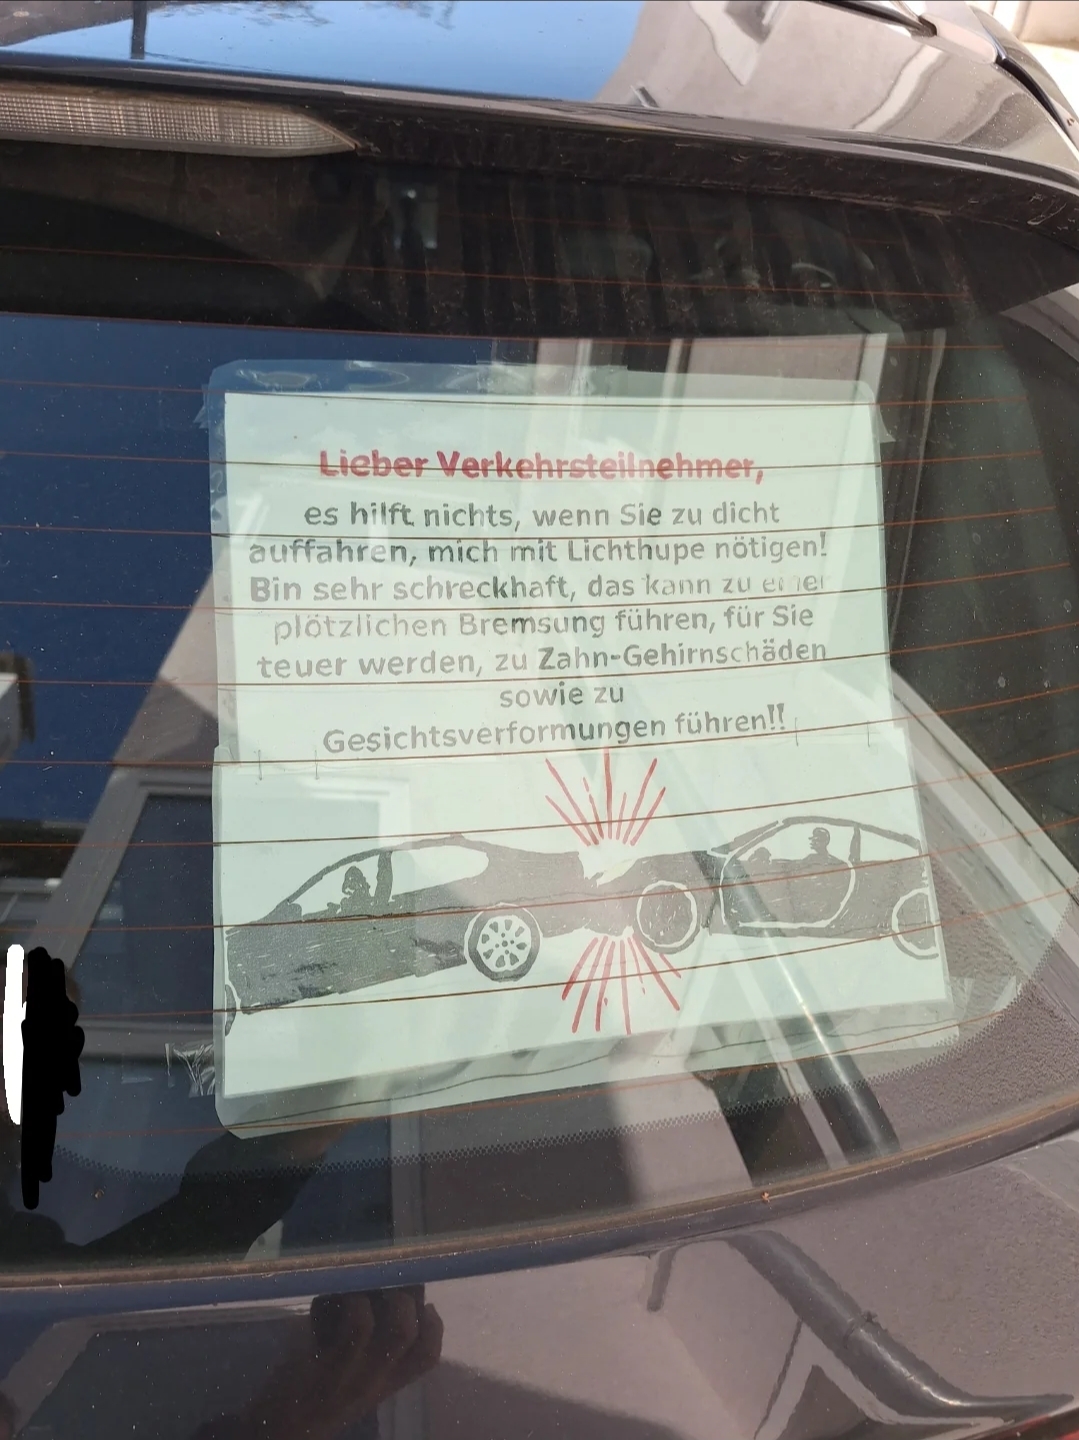 Lieber Verkehrsteilnehmer,
es hilft nichts, wenn Sie zu dicht
auffahren, mich mit Lichthupe nötigen!
Bin sehr schreckhaft, das kann zu einer
plötzlichen Bremsung führen, für Sie
teuer werden, zu Zahn-Gehirnschäden
sowie zu
Gesichtsverformungen führen!!